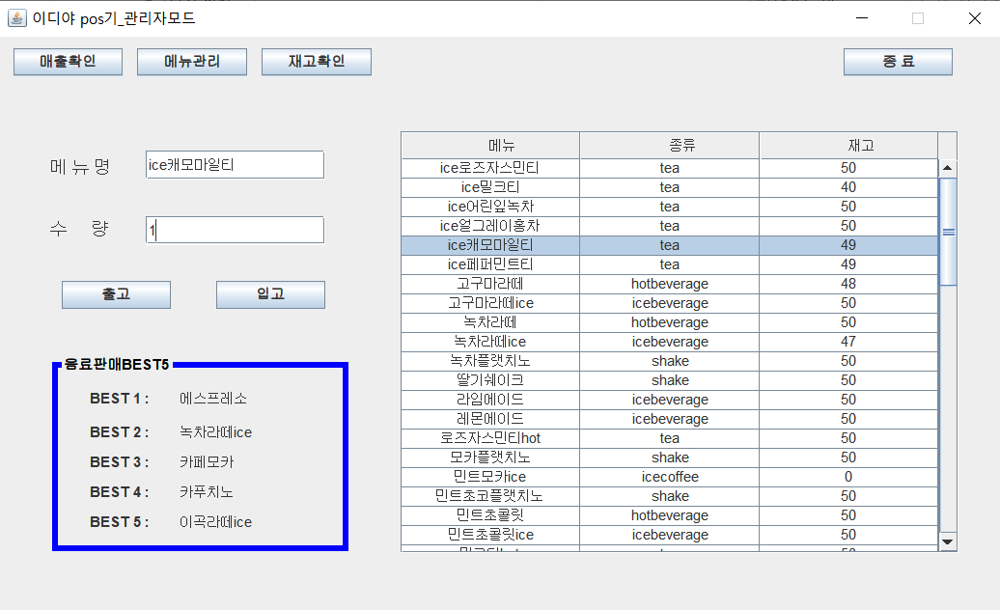 이디야 pos기_관리자모드
매출확인 메뉴관리 재고확인 종 료
메 뉴 명 ice캐모마일티
수 량 1
출고 입고
음료판매BEST5
BEST 1 : 에스프레소
BEST 2 : 녹차라떼ice
BEST 3 : 카페모카
BEST 4 : 카푸치노
BEST 5 : 이곡라떼ice
메뉴 종류 재고
ice로즈자스민티 tea 50
ice밀크티 tea 40
ice어린잎녹차 tea 50
ice얼그레이홍차 tea 50
ice캐모마일티 tea 49
ice페퍼민트티 tea 49
고구마라떼 hotbeverage 48
고구마라떼ice icebeverage 50
녹차라떼 hotbeverage 50
녹차라떼ice icebeverage 47
녹차플랫치노 shake 50
딸기쉐이크 shake 50
라임에이드 icebeverage 50
레몬에이드 icebeverage 50
로즈자스민티hot tea 50
모카플랫치노 shake 50
민트모카ice icecoffee 0
민트초코플랫치노 shake 50
민트초콜릿 hotbeverage 50
민트초콜릿ice icebeverage 50